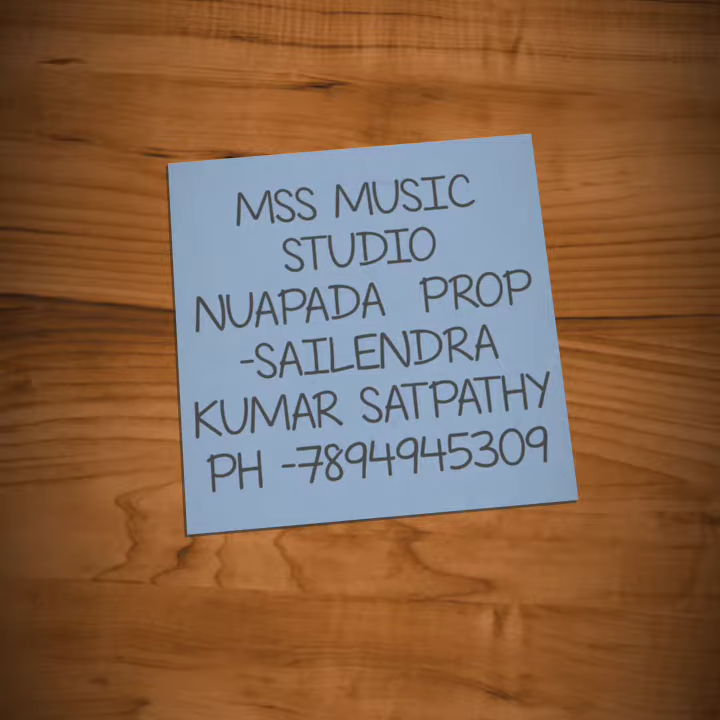 MSS MUSIC
STUDIO
NUAPADA PROP
-SAILENDRA
KUMAR SATPATHY
PH -7894945309